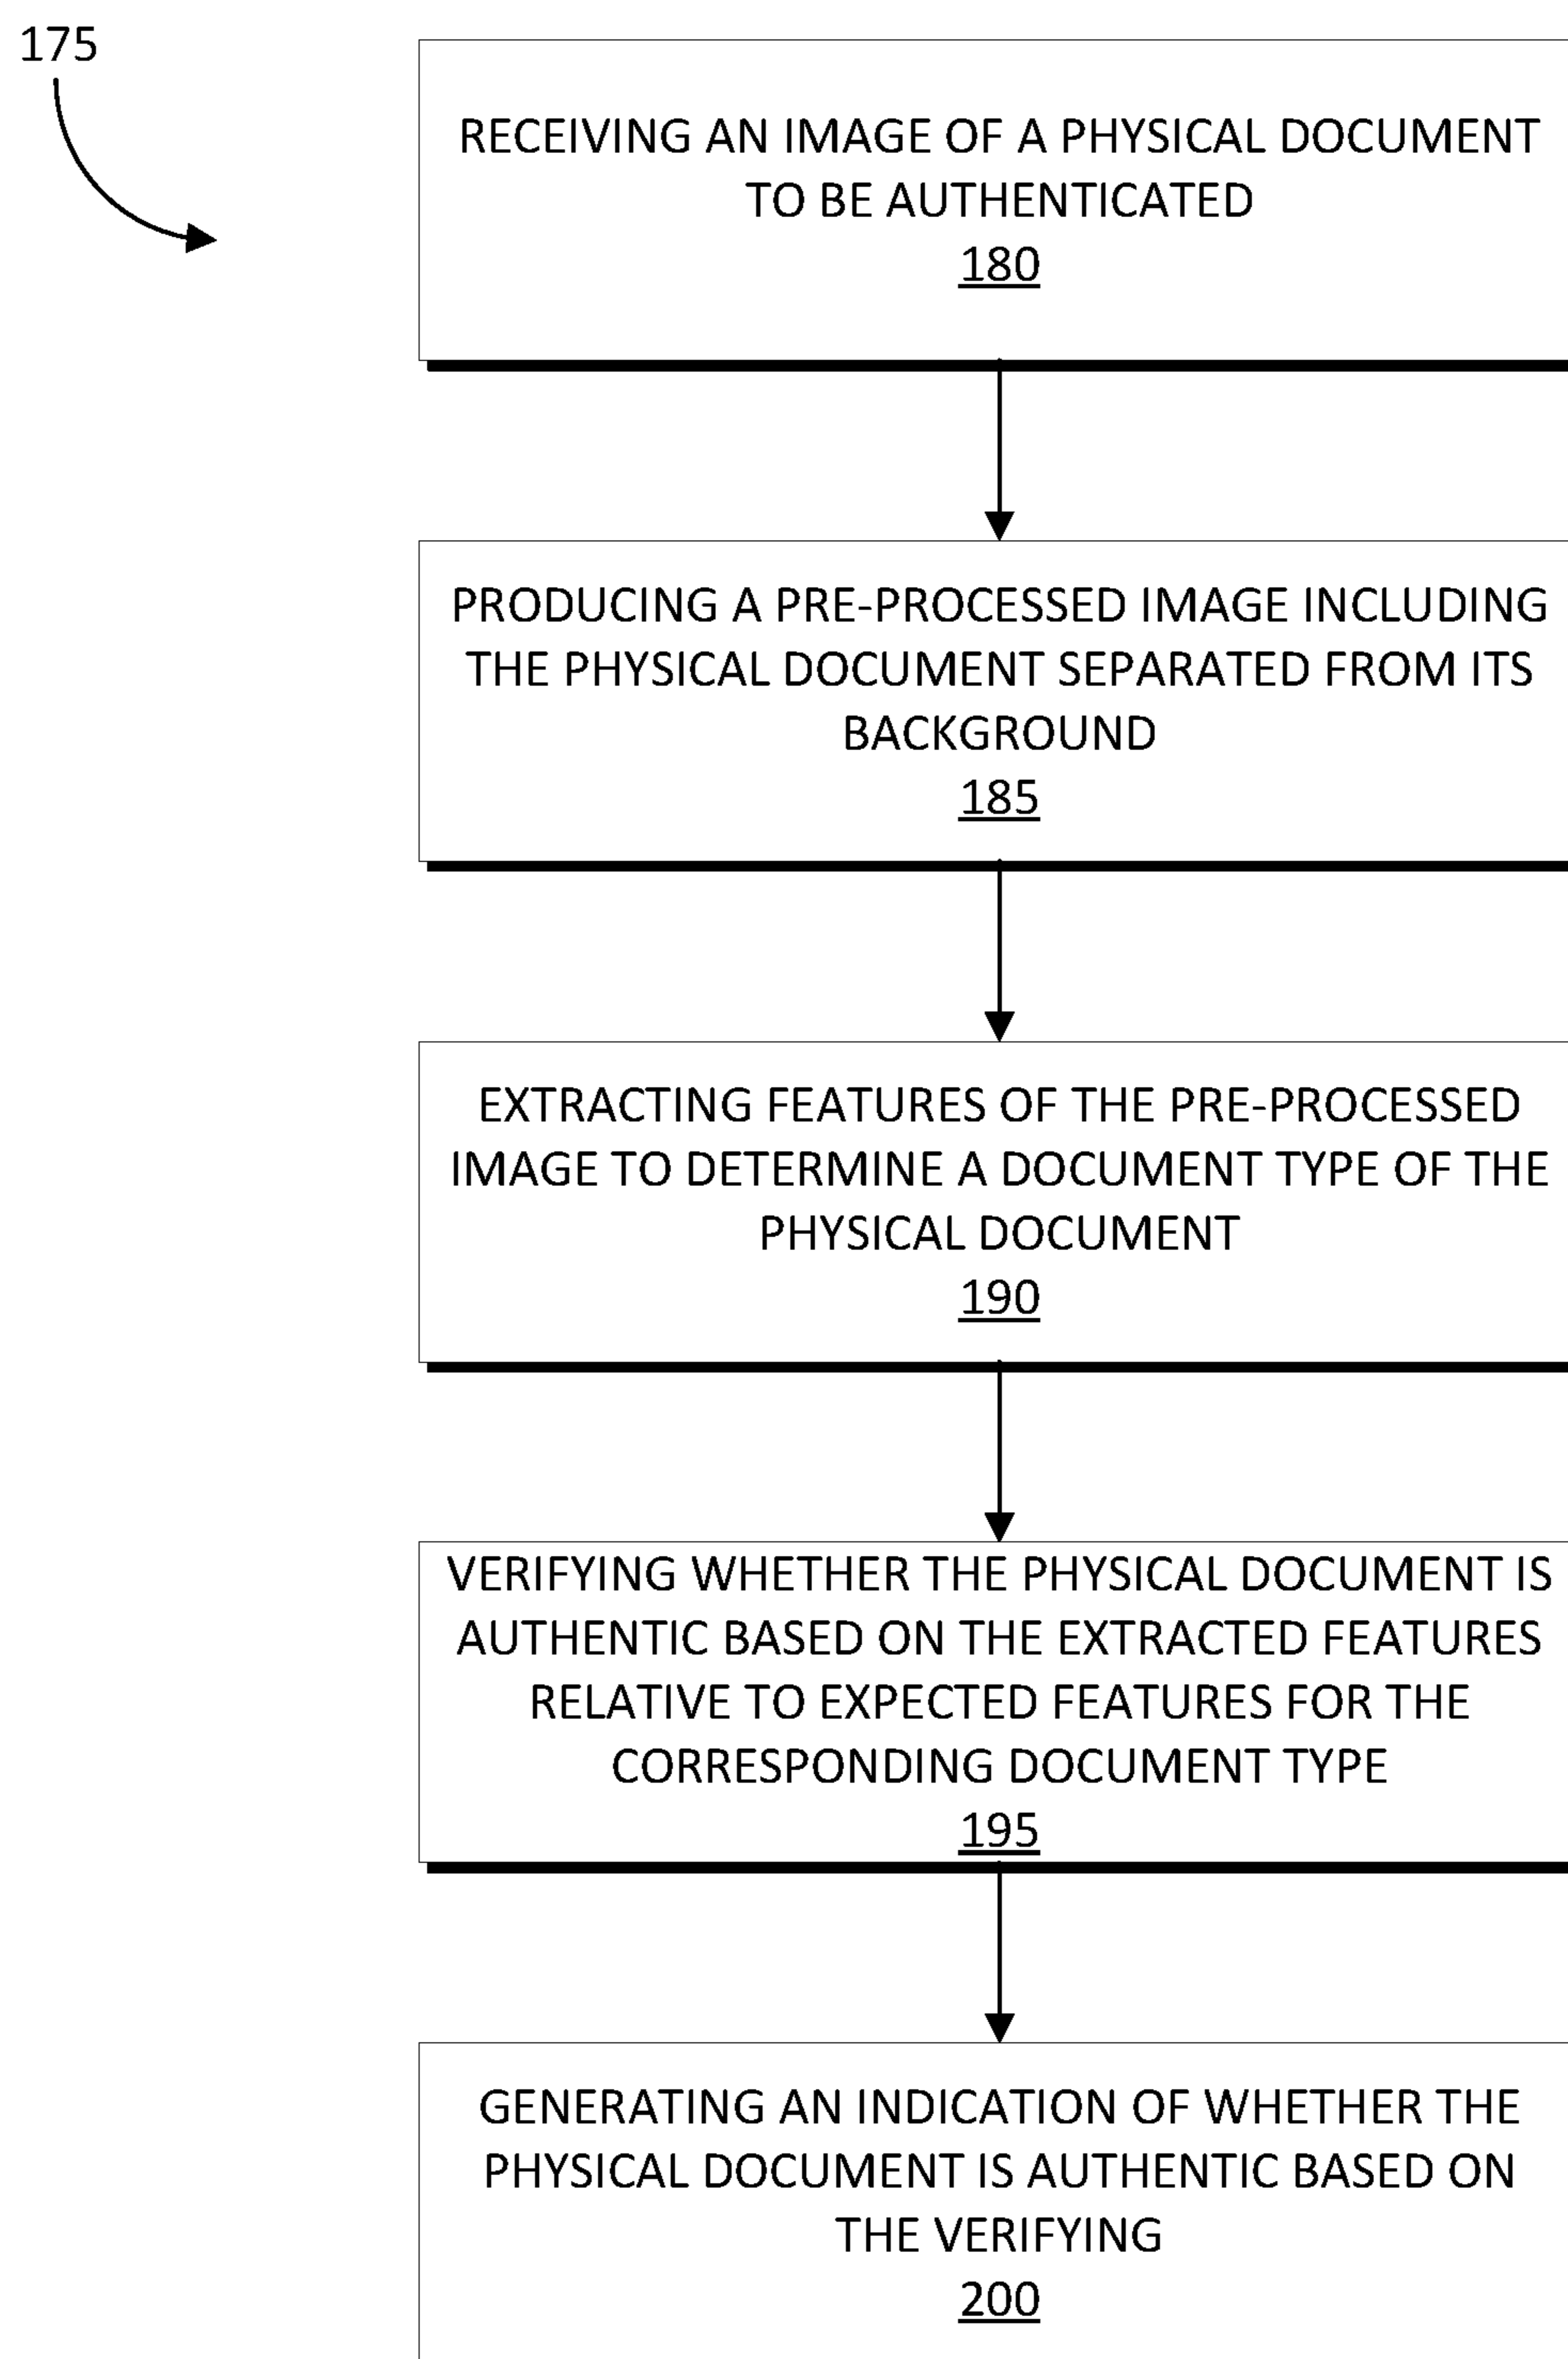 175
RECEIVING AN IMAGE OF A PHYSICAL DOCUMENT
TO BE AUTHENTICATED
180
PRODUCING A PRE-PROCESSED IMAGE INCLUDING
THE PHYSICAL DOCUMENT SEPARATED FROM ITS
BACKGROUND
185
EXTRACTING FEATURES OF THE PRE-PROCESSED
IMAGE TO DETERMINE A DOCUMENT TYPE OF THE
PHYSICAL DOCUMENT
190
VERIFYING WHETHER THE PHYSICAL DOCUMENT IS
AUTHENTIC BASED ON THE EXTRACTED FEATURES
RELATIVE TO EXPECTED FEATURES FOR THE
CORRESPONDING DOCUMENT TYPE
195
GENERATING AN INDICATION OF WHETHER THE
PHYSICAL DOCUMENT IS AUTHENTIC BASED ON
THE VERIFYING
200